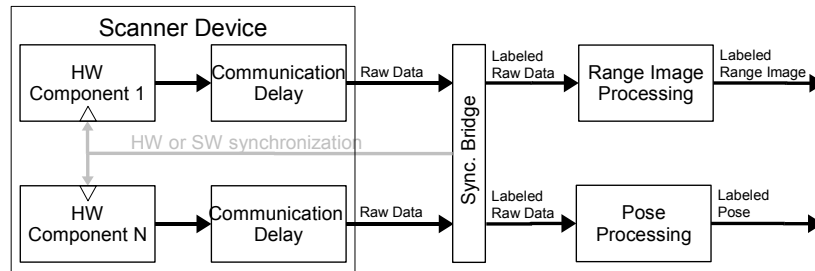 Scanner Device
HW
Component 1
Communication
Delay
Raw Data
Labeled
Raw Data
Range Image
Processing
Labeled
Range Image
HW or SW synchronization
Sync. Bridge
HW
Component N
Communication
Delay
Raw Data
Labeled
Raw Data
Pose
Processing
Labeled
Pose